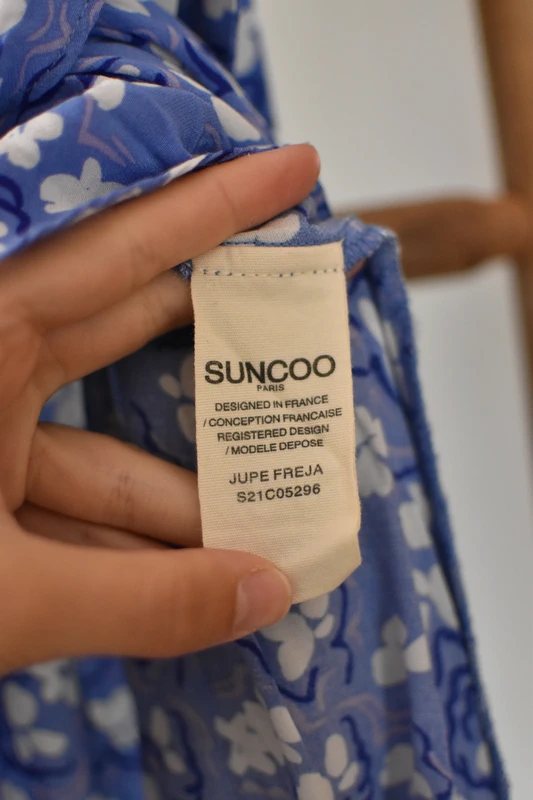 SUNCOO
PARIS
DESIGNED IN FRANCE
/ CONCEPTION FRANCAISE
REGISTERED DESIGN
/ MODELE DEPOSE
JUPE FREJA
S21C05296